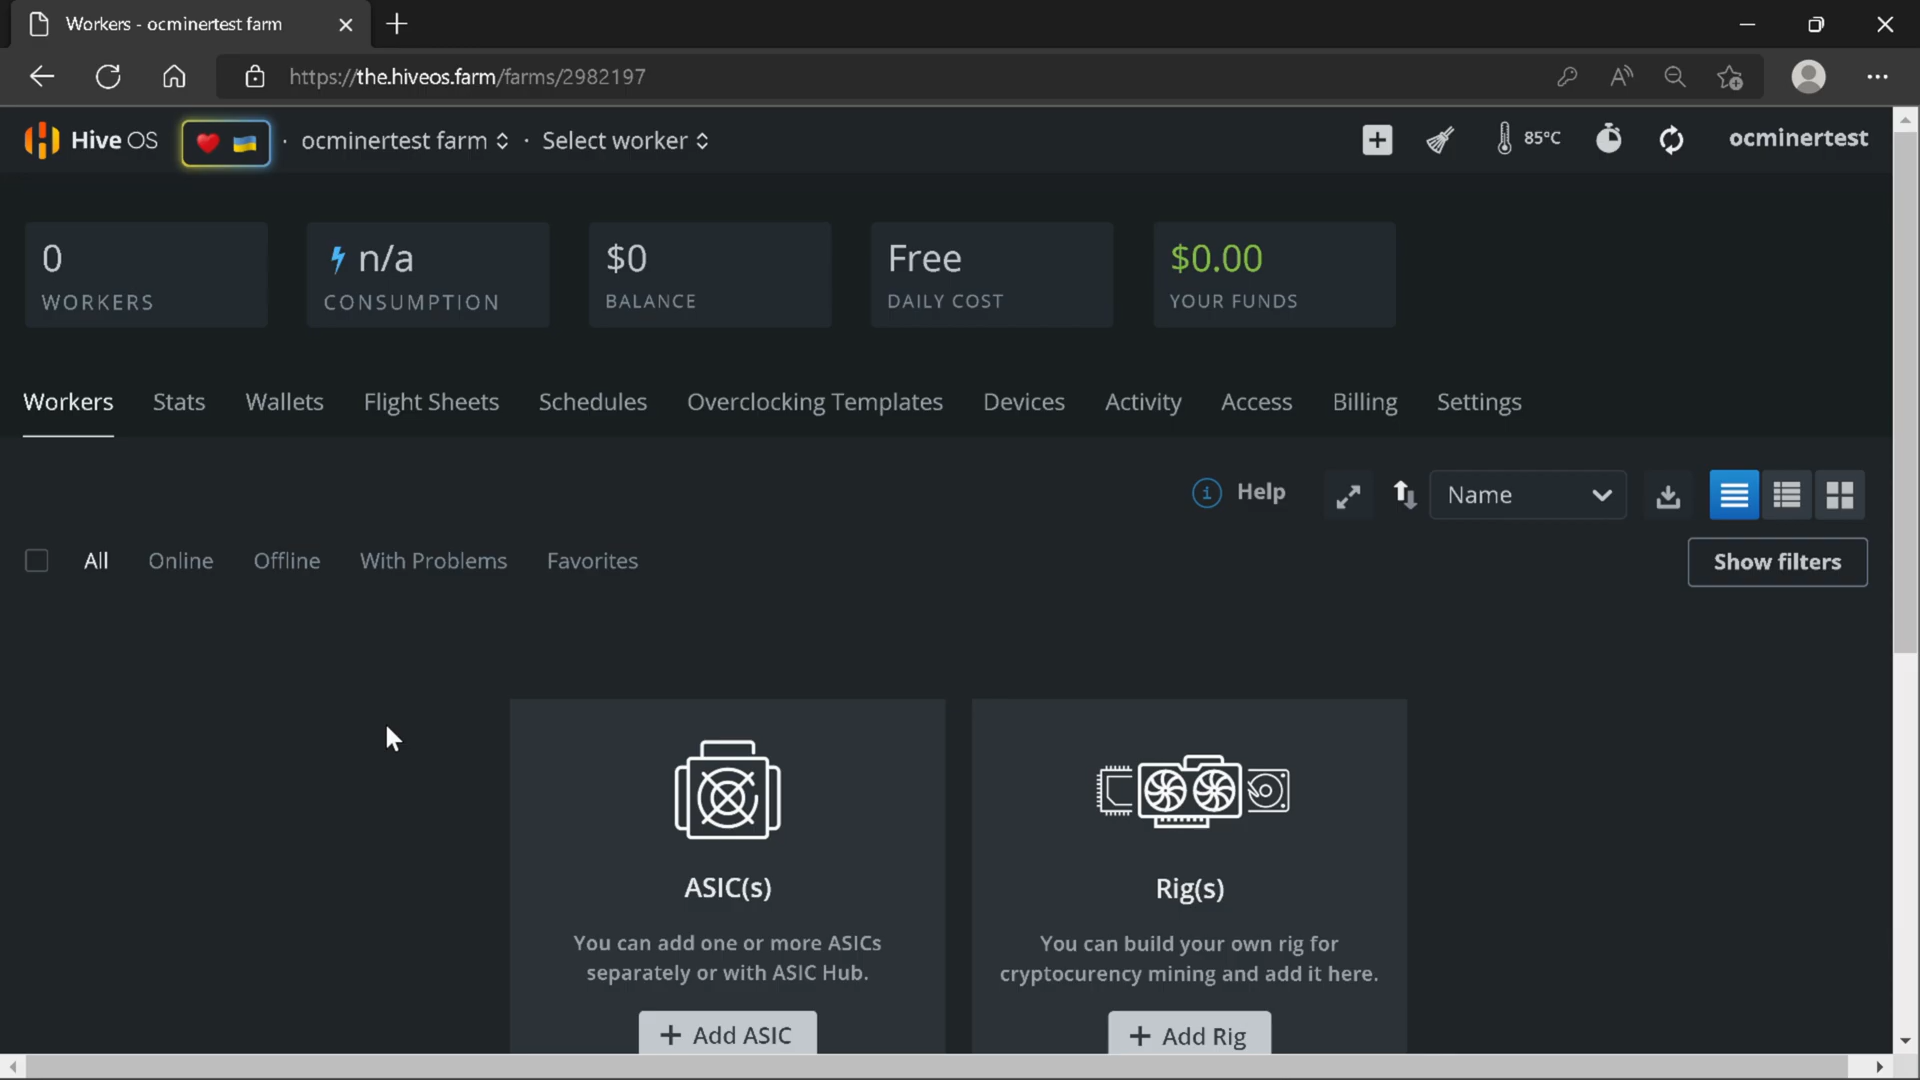 Workers - ocminertest farm
https://the.hiveos.farm/farms/2982197
Hive OS · ocminertest farm · Select worker
85°C
ocminertest
0
WORKERS
n/a
CONSUMPTION
$0
BALANCE
Free
DAILY COST
$0.00
YOUR FUNDS
Workers Stats Wallets Flight Sheets Schedules Overclocking Templates Devices Activity Access Billing Settings
Help
Name
All Online Offline With Problems Favorites
Show filters
ASIC(s)
You can add one or more ASICs
separately or with ASIC Hub.
+ Add ASIC
Rig(s)
You can build your own rig for
cryptocurency mining and add it here.
+ Add Rig